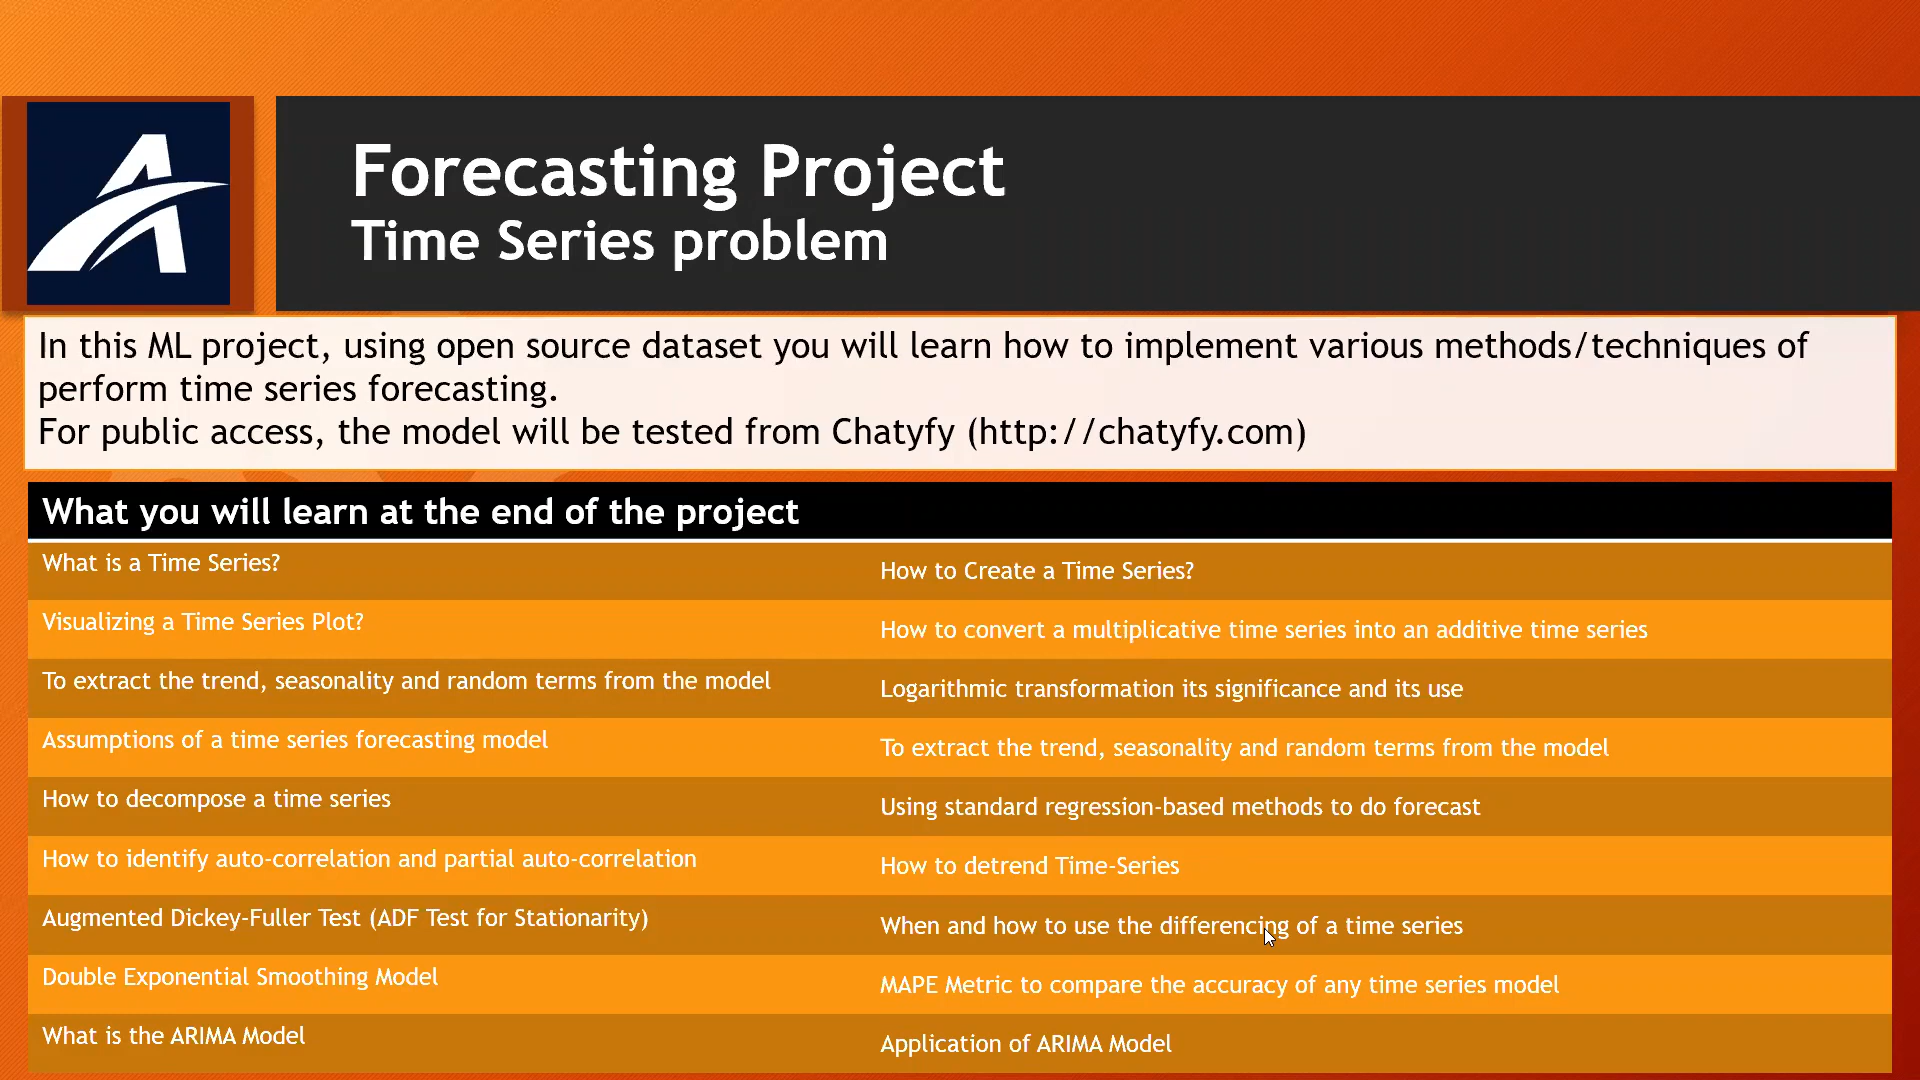 Forecasting Project
Time Series problem
In this ML project, using open source dataset you will learn how to implement various methods/techniques of
perform time series forecasting.
For public access, the model will be tested from Chatyfy (http://chatyfy.com)
What you will learn at the end of the project
What is a Time Series?
How to Create a Time Series?
Visualizing a Time Series Plot?
How to convert a multiplicative time series into an additive time series
To extract the trend, seasonality and random terms from the model
Logarithmic transformation its significance and its use
Assumptions of a time series forecasting model
To extract the trend, seasonality and random terms from the model
How to decompose a time series
Using standard regression-based methods to do forecast
How to identify auto-correlation and partial auto-correlation
How to detrend Time-Series
Augmented Dickey-Fuller Test (ADF Test for Stationarity)
When and how to use the differencing of a time series
Double Exponential Smoothing Model
MAPE Metric to compare the accuracy of any time series model
What is the ARIMA Model
Application of ARIMA Model